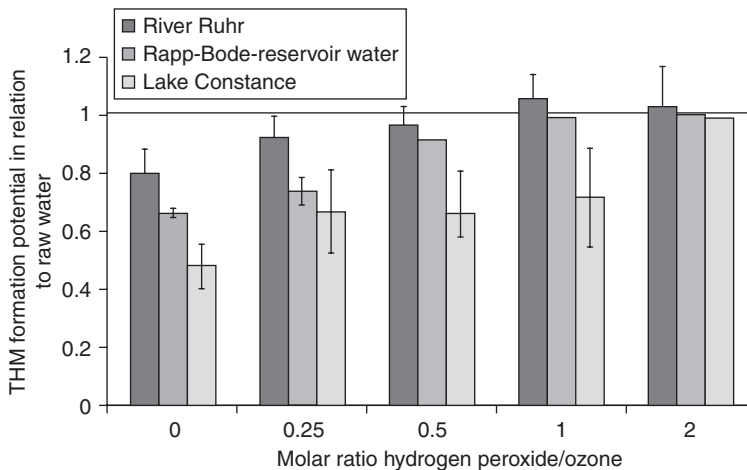 River Ruhr
Rapp-Bode-reservoir water
Lake Constance
THM formation potential in relation
to raw water
1.2
1
0.8
0.6
0.4
0.2
0
0 0.25 0.5 1 2
Molar ratio hydrogen peroxide/ozone